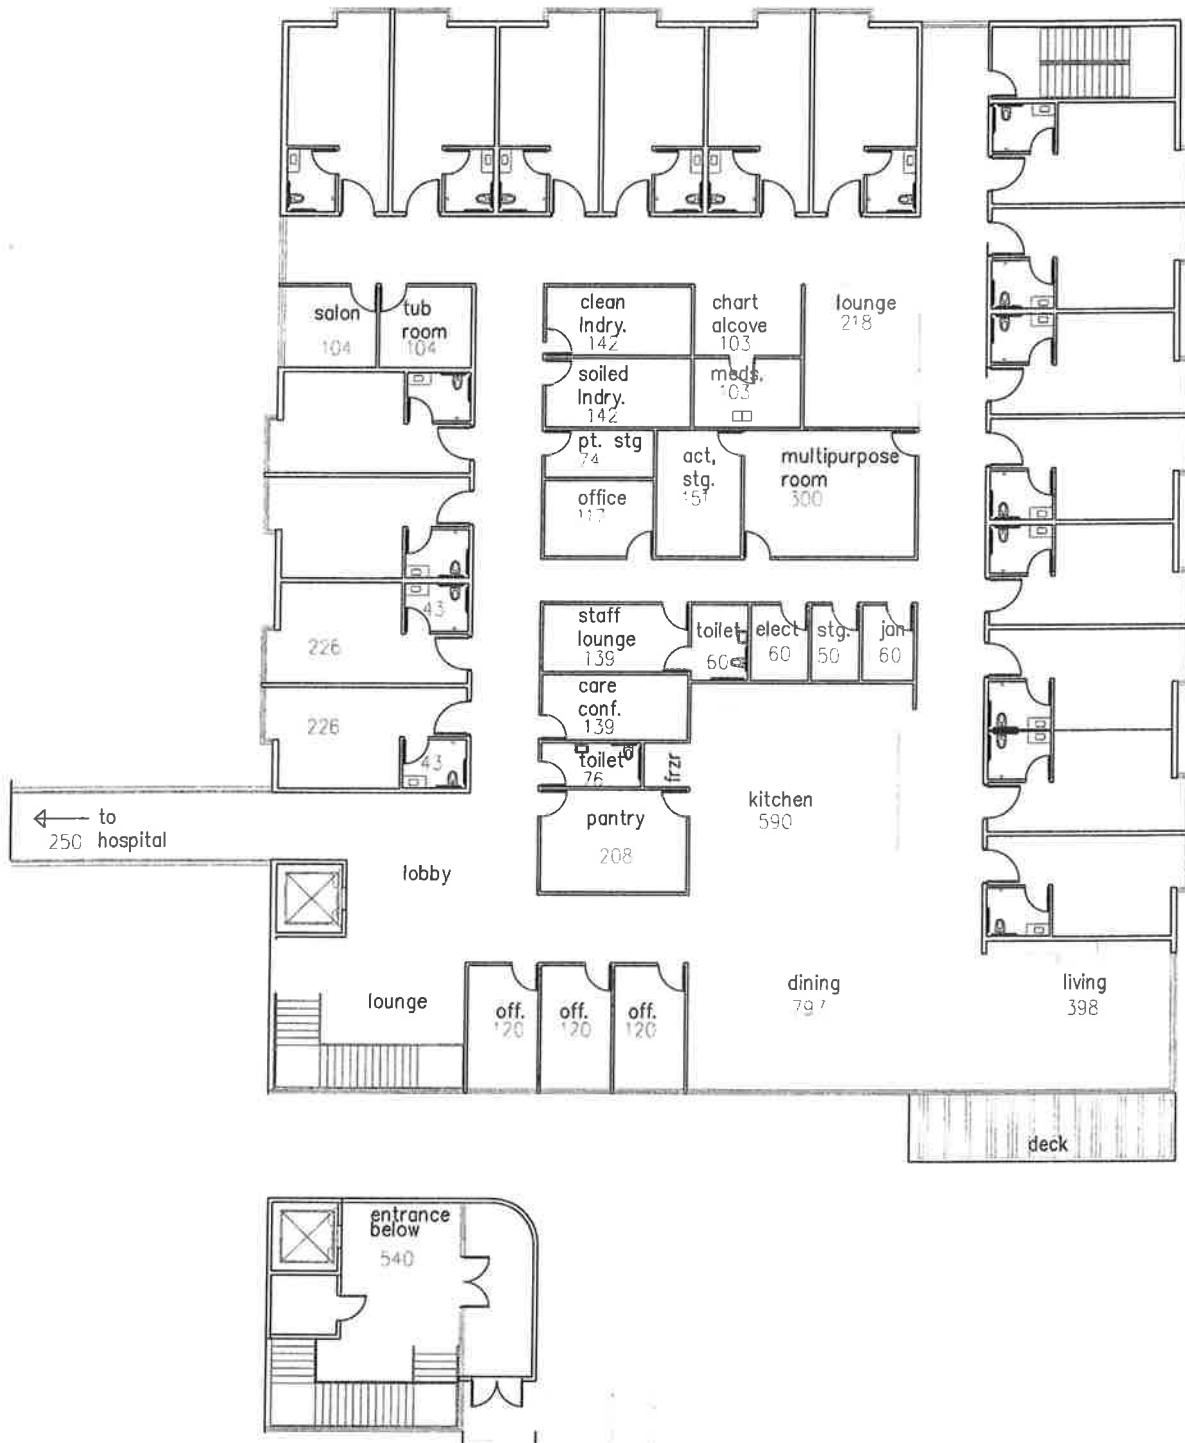 salon
104
tub
room
104
clean
lndry.
142
chart
alcove
103
lounge
218
soiled
lndry.
142
meds.
103
pt. stg
74
act,
stg.
151
multipurpose
room
300
office
117
43
226
staff
lounge
139
toilet
60
elect
60
stg.
50
jan
60
care
conf.
139
226
43
toilet
76
frzr
kitchen
590
pantry
208
to
250 hospital
lobby
lounge
off.
120
off.
120
off.
120
dining
797
living
398
deck
entrance
below
540